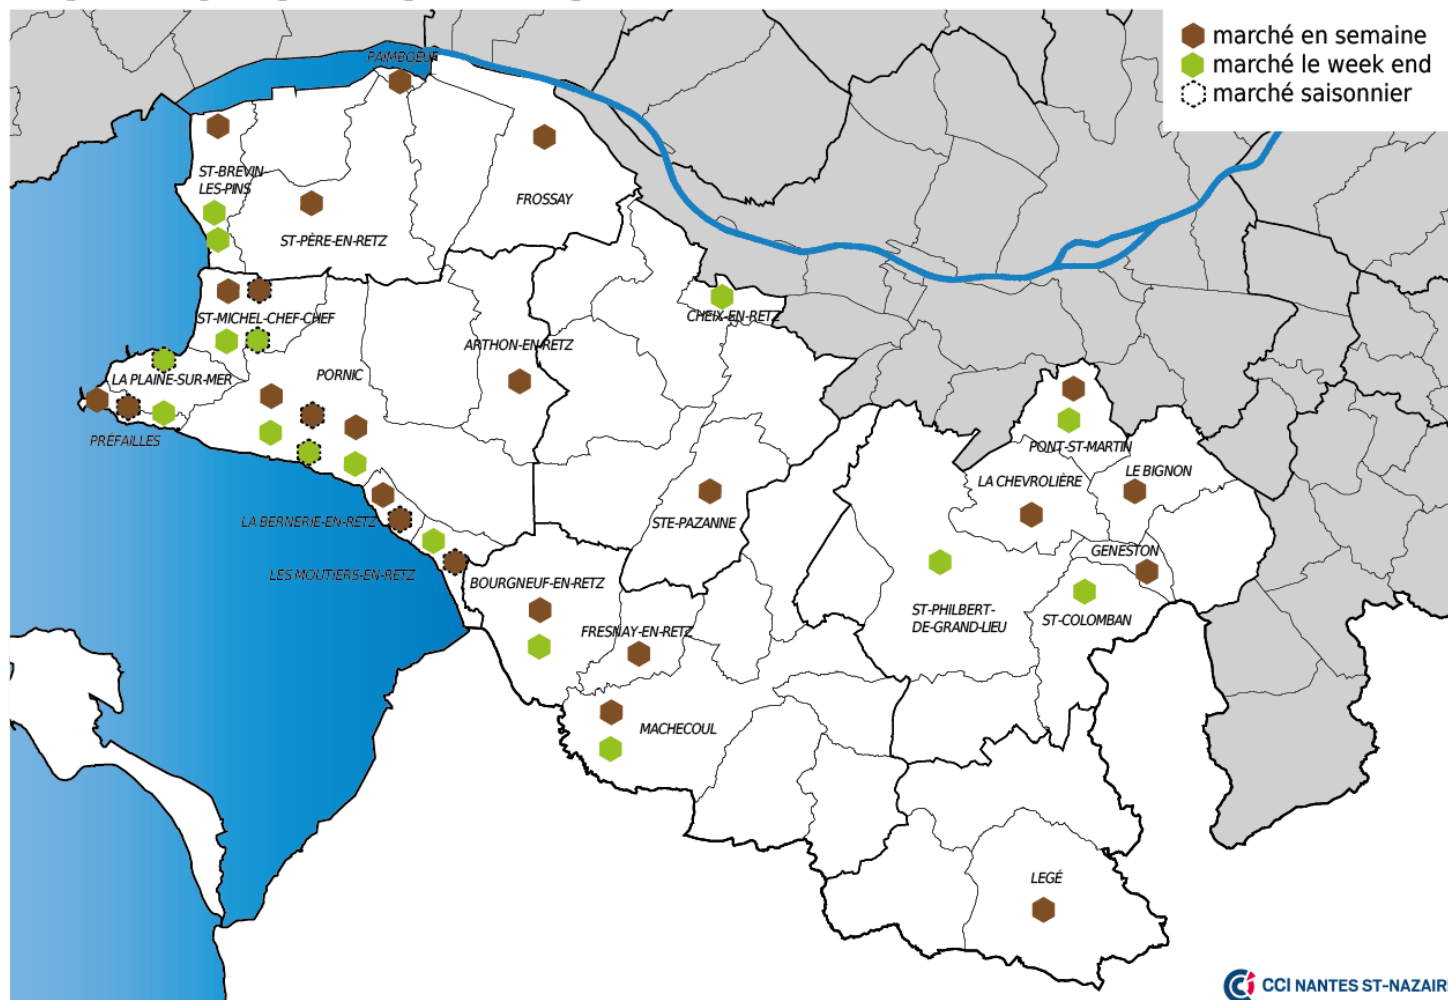 marché en semaine
marché le week end
marché saisonnier
PAIMBOEUF
ST-BREVIN
LES-PINS
FROSSAY
ST-PÈRE-EN-RETZ
ST-MICHEL-CHEF-CHEF
CHEIX-EN-RETZ
ARTHON-EN-RETZ
LA PLAINE-SUR-MER
PORNIC
PRÉFAILLES
PONT-ST-MARTIN
LE BIGNON
LA CHEVROLIÈRE
LA BERNERIE-EN-RETZ
STE-PAZANNE
GENESTON
LES MOUTIERS-EN-RETZ
BOURGNEUF-EN-RETZ
ST-PHILBERT-
DE-GRAND-LIEU
ST-COLOMBAN
FRESNAY-EN-RETZ
MACHECOUL
LEGÉ
CCI NANTES ST-NAZAIR